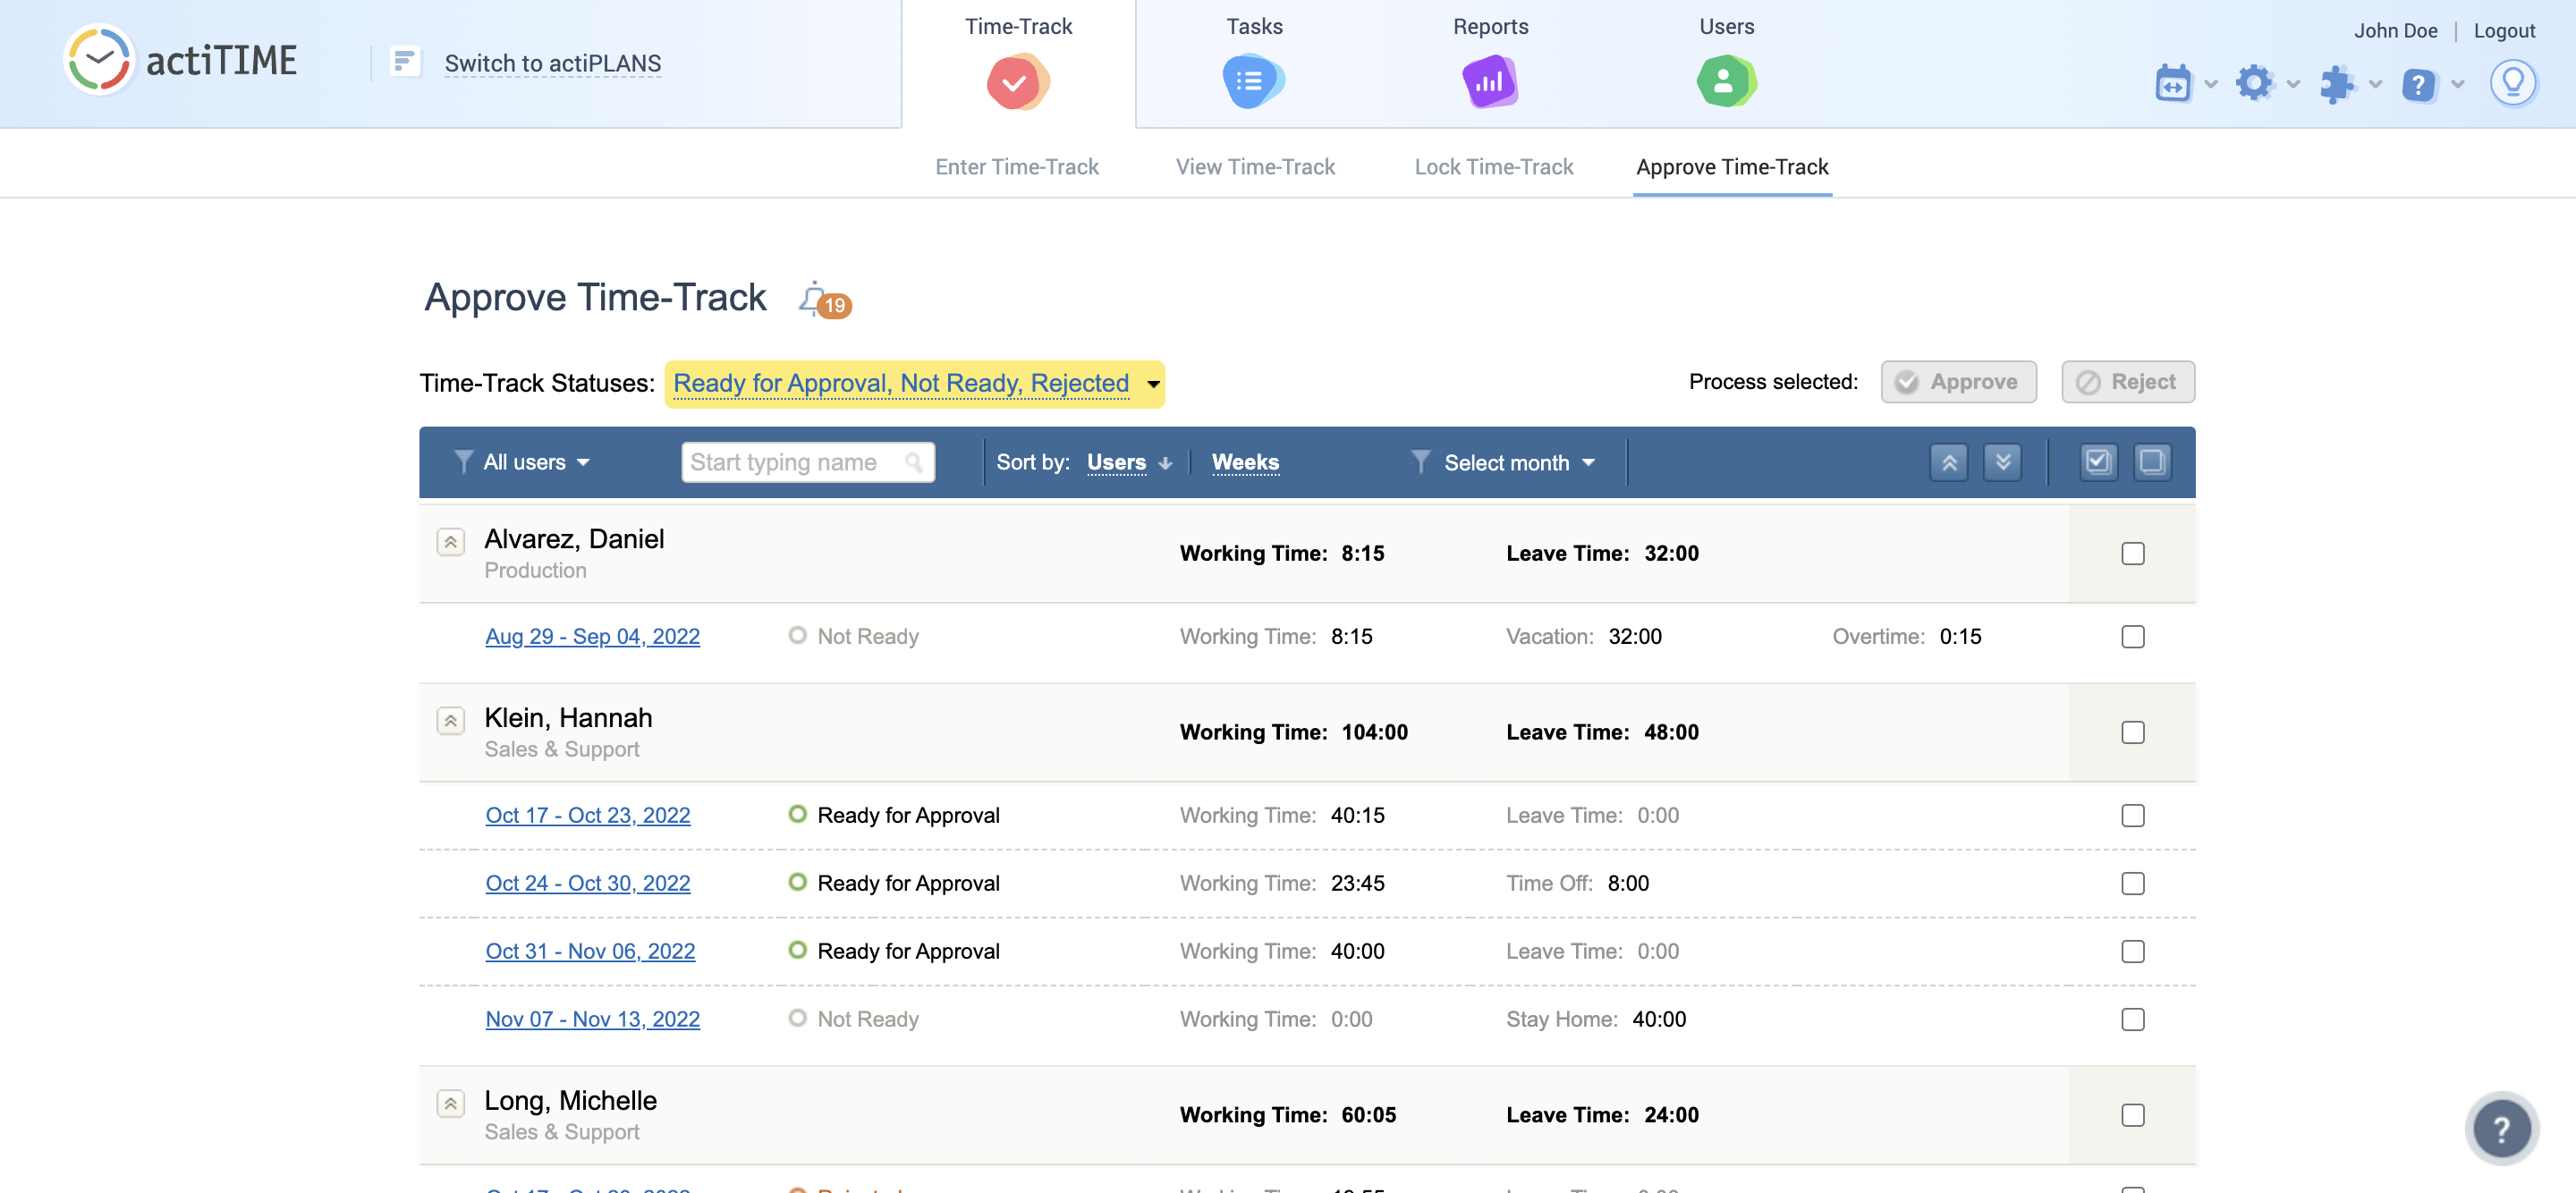 actiTIME
Switch to actiPLANS
Time-Track
Tasks
Reports
Users
John Doe | Logout
Enter Time-Track
View Time-Track
Lock Time-Track
Approve Time-Track
Approve Time-Track 19
Time-Track Statuses: Ready for Approval, Not Ready, Rejected
Process selected: Approve Reject
All users Start typing name Sort by: Users Weeks Select month
Alvarez, Daniel
Production
Working Time: 8:15 Leave Time: 32:00
Aug 29 - Sep 04, 2022 Not Ready Working Time: 8:15 Vacation: 32:00 Overtime: 0:15
Klein, Hannah
Sales & Support
Working Time: 104:00 Leave Time: 48:00
Oct 17 - Oct 23, 2022 Ready for Approval Working Time: 40:15 Leave Time: 0:00
Oct 24 - Oct 30, 2022 Ready for Approval Working Time: 23:45 Time Off: 8:00
Oct 31 - Nov 06, 2022 Ready for Approval Working Time: 40:00 Leave Time: 0:00
Nov 07 - Nov 13, 2022 Not Ready Working Time: 0:00 Stay Home: 40:00
Long, Michelle
Sales & Support
Working Time: 60:05 Leave Time: 24:00
?